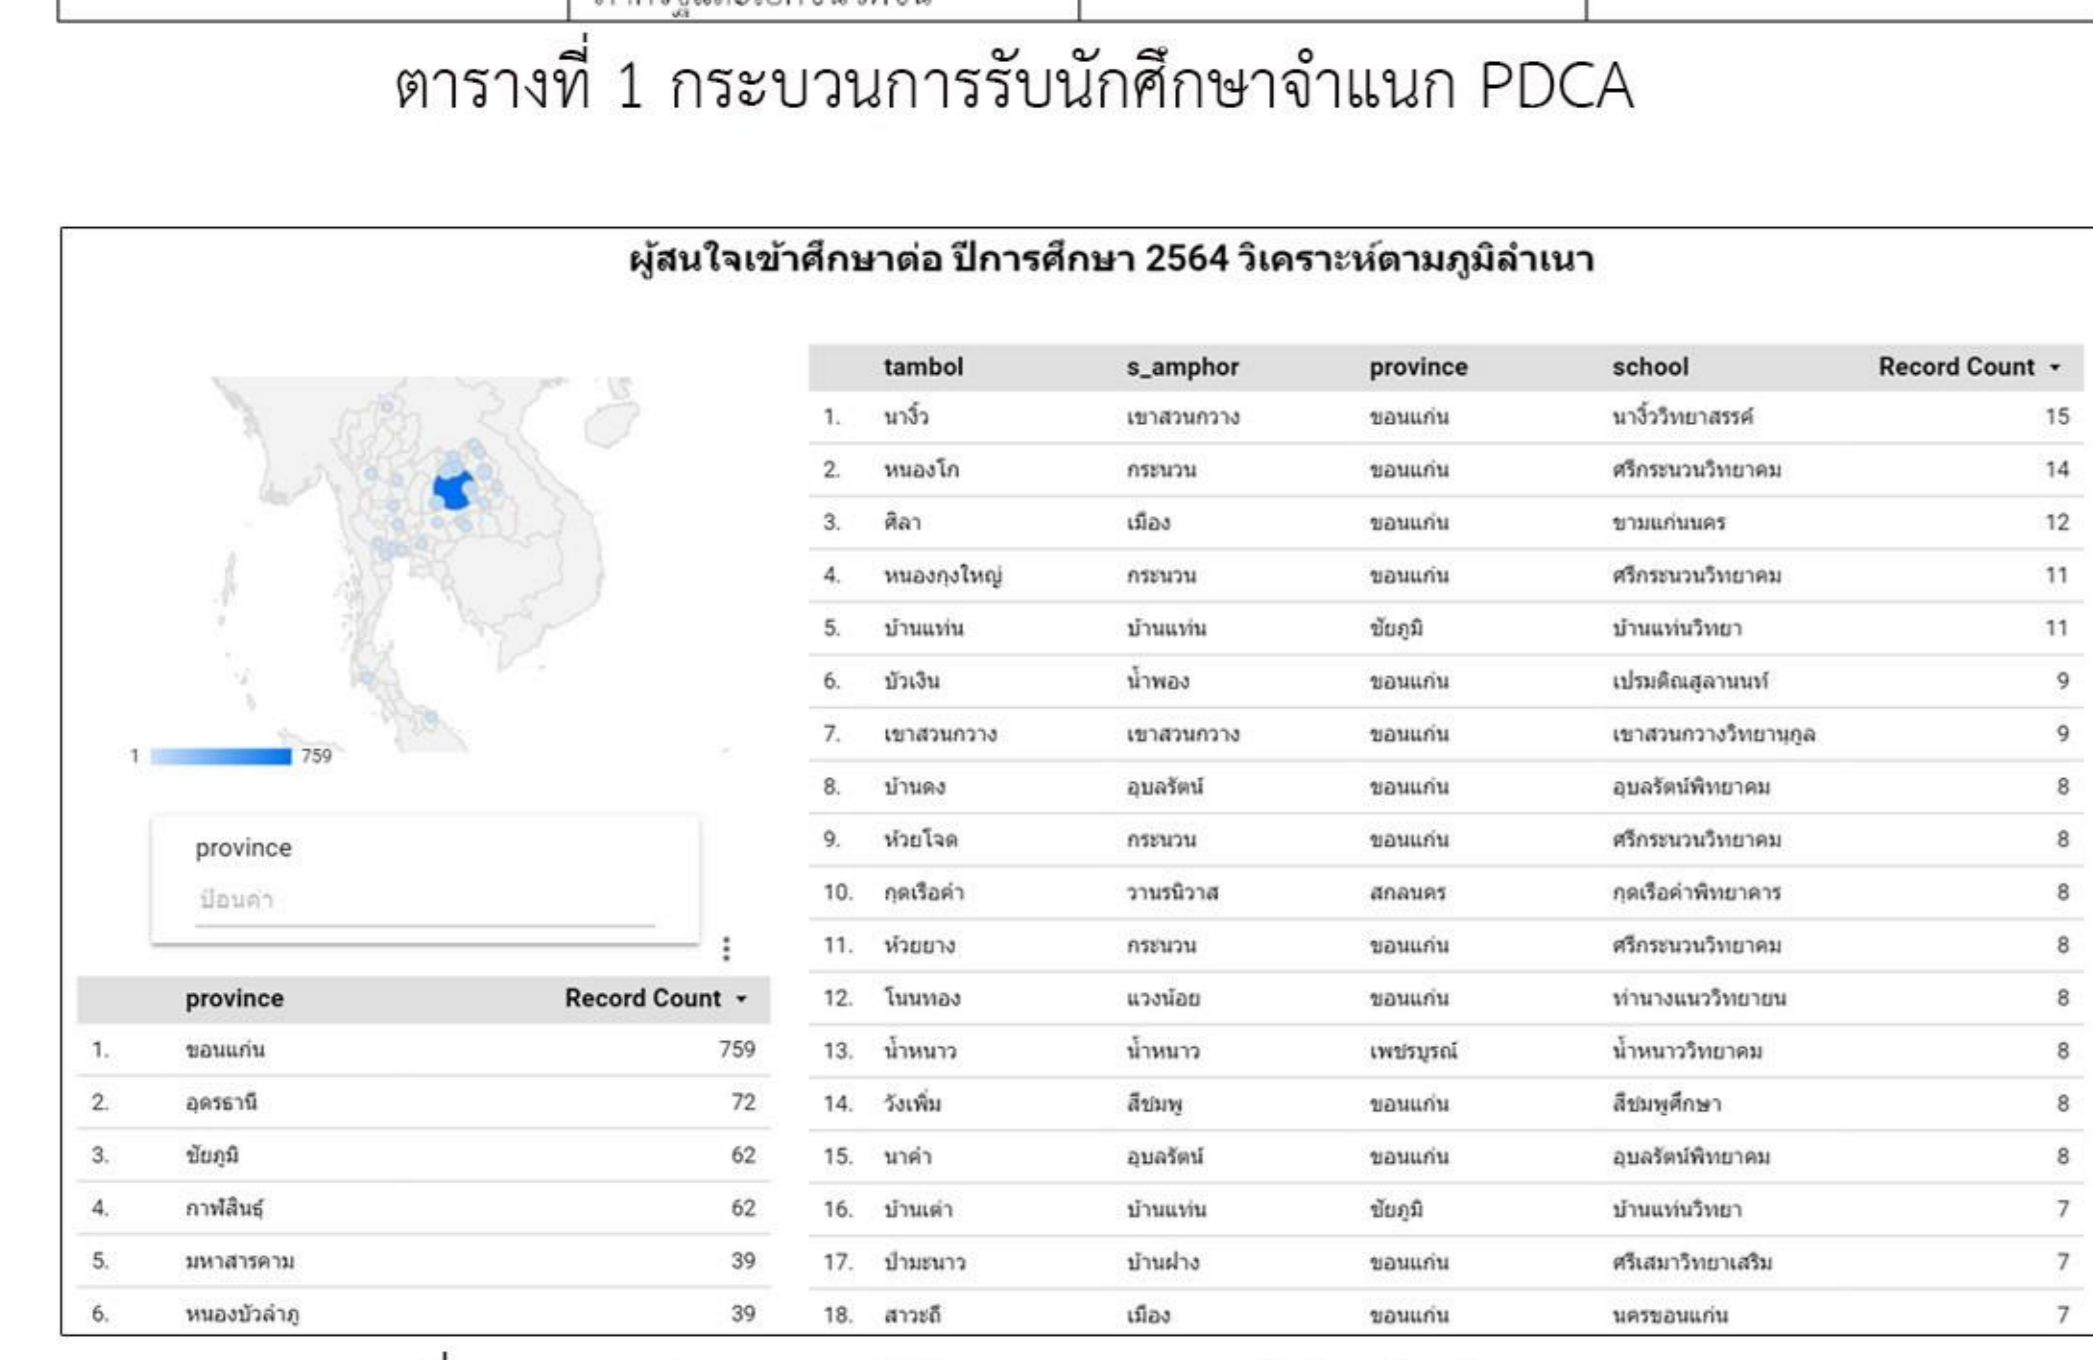 ตารางที่ 1 กระบวนการรับนักศึกษาจำแนก PDCA
ผู้สนใจเข้าศึกษาต่อ ปีการศึกษา 2564 วิเคราะห์ตามภูมิลำเนา
1 759
province
ป้อนค่า
province Record Count
1. ขอนแก่น 759
2. อุดรธานี 72
3. ชัยภูมิ 62
4. กาฬสินธุ์ 62
5. มหาสารคาม 39
6. หนองบัวลำภู 39
tambol s_amphor province school Record Count
1. นางิ้ว เขาสวนกวาง ขอนแก่น นางิ้ววิทยาสรรค์ 15
2. หนองโก กระนวน ขอนแก่น ศรีกระนวนวิทยาคม 14
3. ศิลา เมือง ขอนแก่น ขามแก่นนคร 12
4. หนองกุงใหญ่ กระนวน ขอนแก่น ศรีกระนวนวิทยาคม 11
5. บ้านแท่น บ้านแท่น ชัยภูมิ บ้านแท่นวิทยา 11
6. บัวเงิน น้ำพอง ขอนแก่น เปรมติณสูลานนท์ 9
7. เขาสวนกวาง เขาสวนกวาง ขอนแก่น เขาสวนกวางวิทยานุกูล 9
8. บ้านดง อุบลรัตน์ ขอนแก่น อุบลรัตน์พิทยาคม 8
9. ห้วยโจด กระนวน ขอนแก่น ศรีกระนวนวิทยาคม 8
10. กุดเรือคำ วานรนิวาส สกลนคร กุดเรือคำพิทยาคาร 8
11. ห้วยยาง กระนวน ขอนแก่น ศรีกระนวนวิทยาคม 8
12. โนนทอง แวงน้อย ขอนแก่น ท่านางแนววิทยายน 8
13. น้ำหนาว น้ำหนาว เพชรบูรณ์ น้ำหนาววิทยาคม 8
14. วังเพิ่ม สีชมพู ขอนแก่น สีชมพูศึกษา 8
15. นาคำ อุบลรัตน์ ขอนแก่น อุบลรัตน์พิทยาคม 8
16. บ้านเต่า บ้านแท่น ชัยภูมิ บ้านแท่นวิทยา 7
17. ป่ามะนาว บ้านฝาง ขอนแก่น ศรีเสมาวิทยาเสริม 7
18. สาวะถี เมือง ขอนแก่น นครขอนแก่น 7